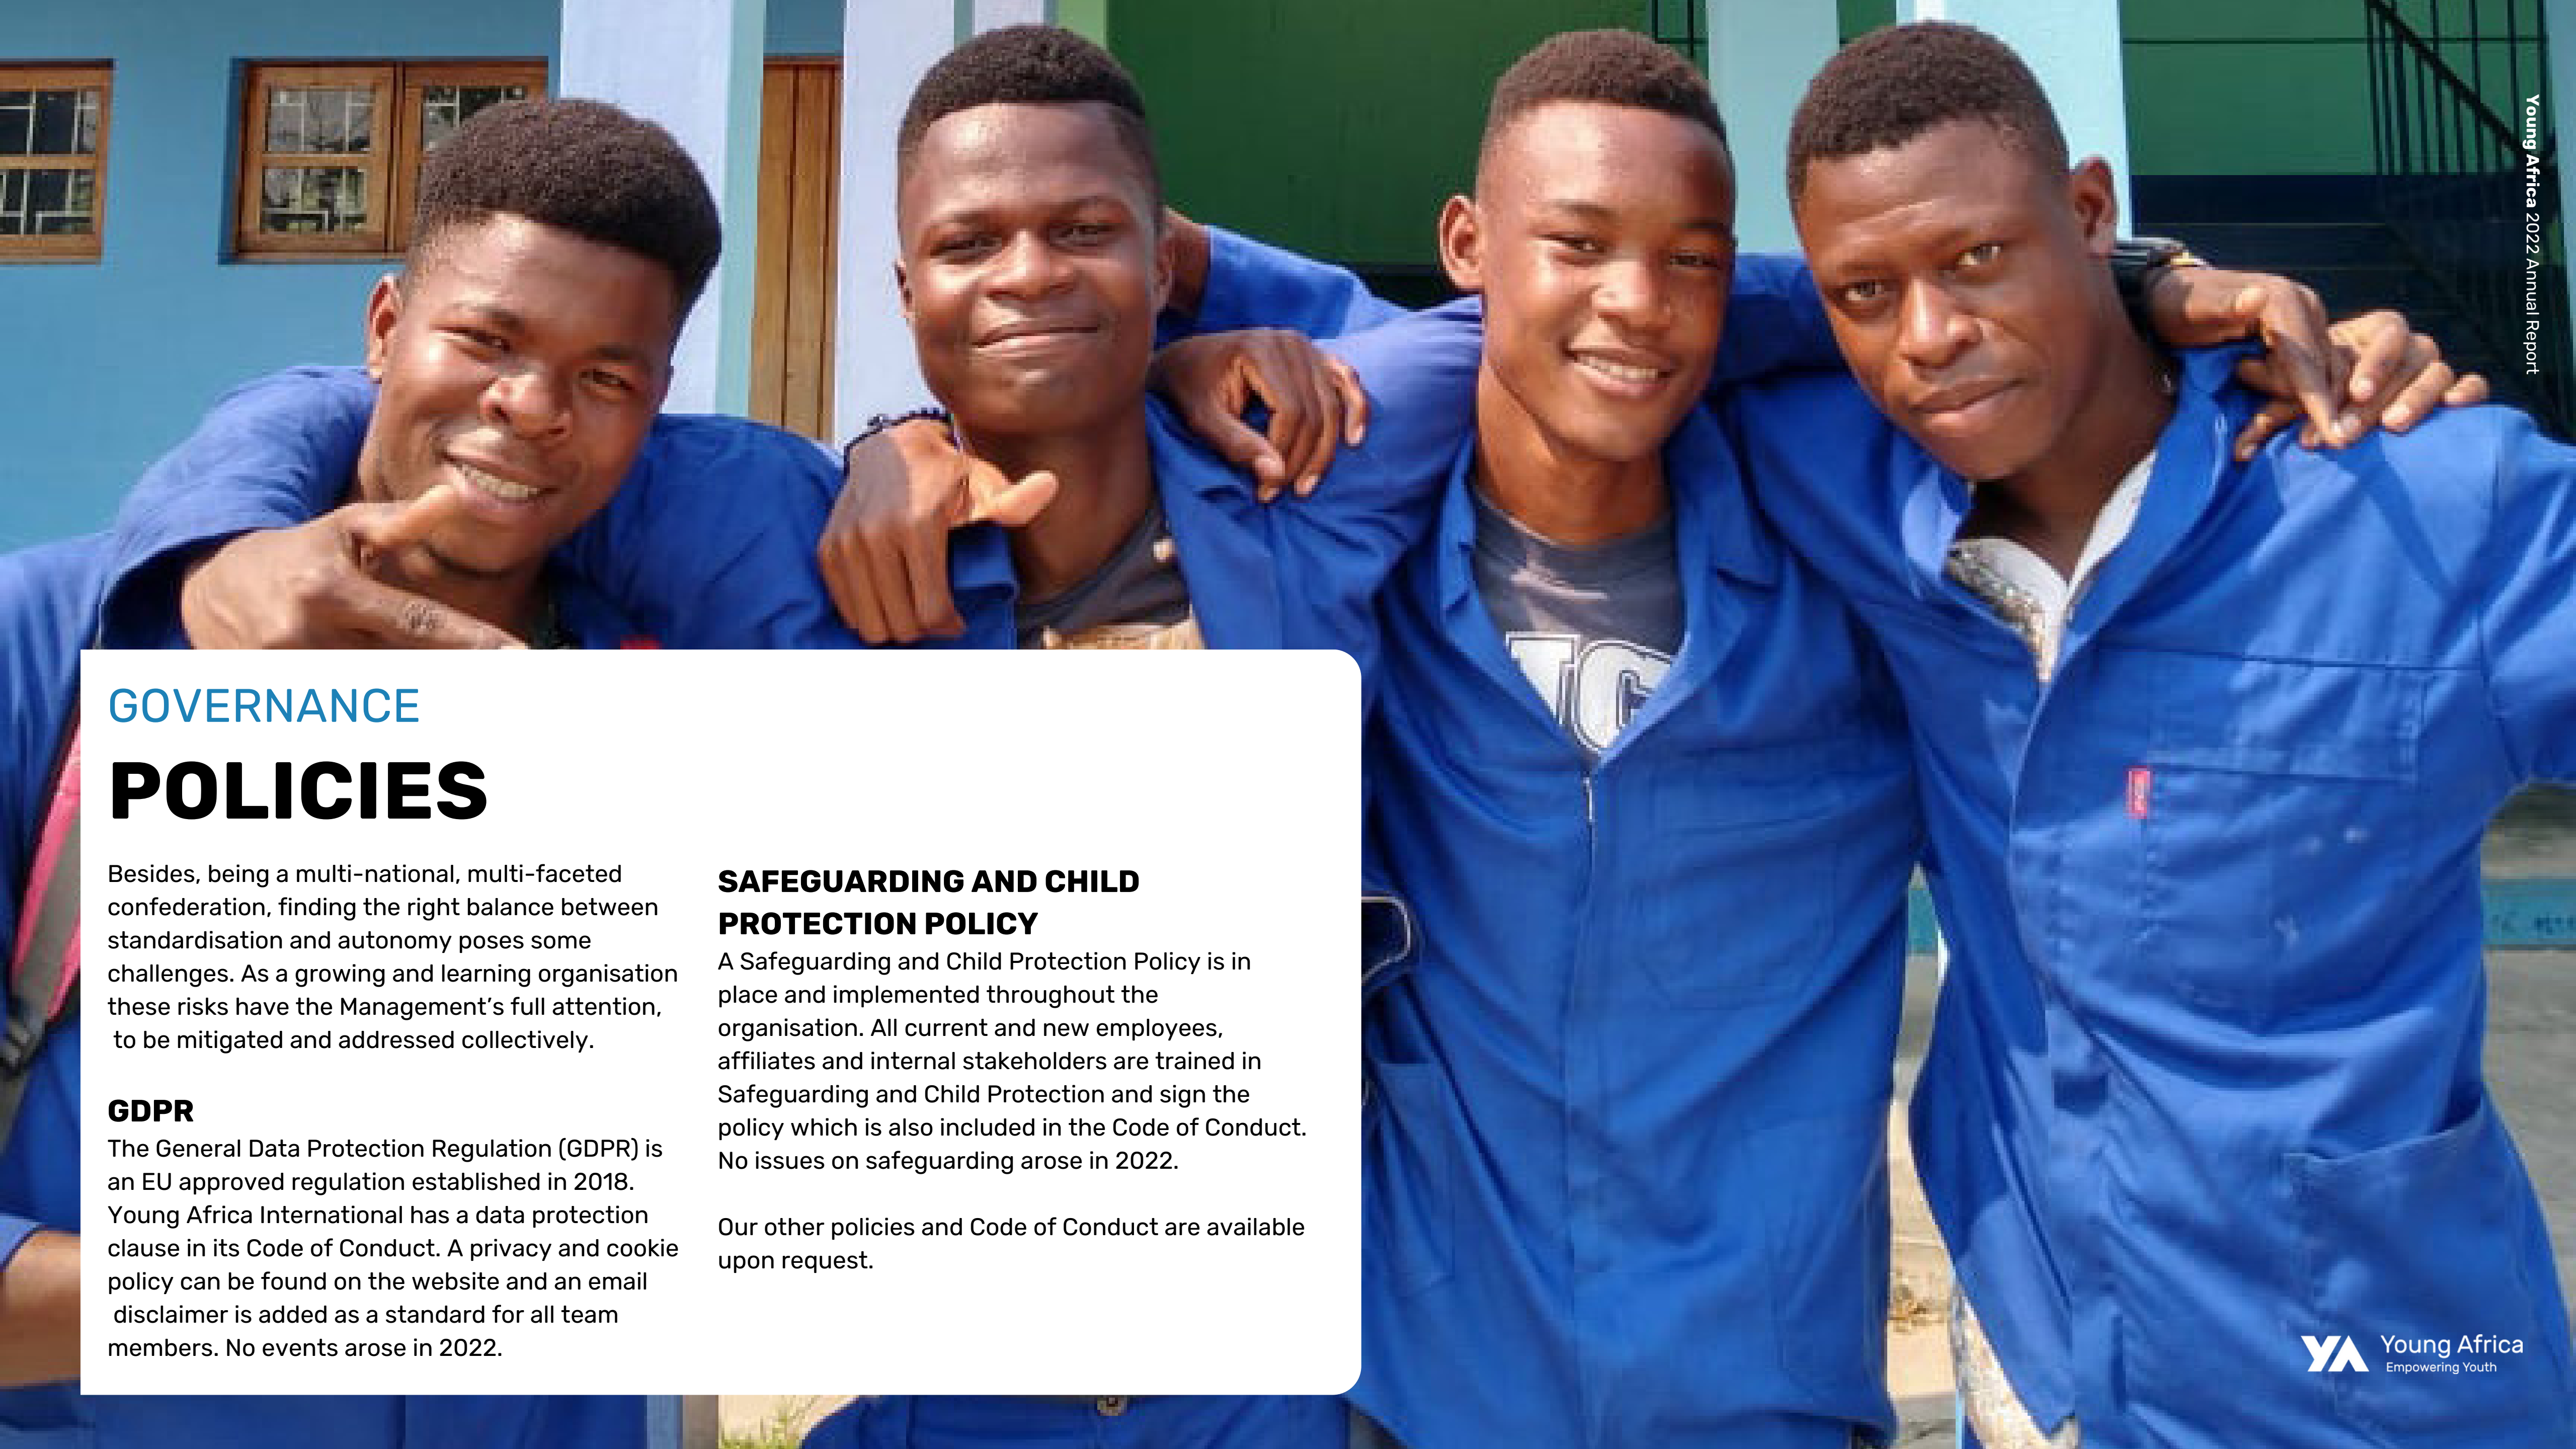 Young Africa 2022 Annual Report
GOVERNANCE
POLICIES
Besides, being a multi-national, multi-faceted
confederation, finding the right balance between
standardisation and autonomy poses some
challenges. As a growing and learning organisation
these risks have the Management’s full attention,
to be mitigated and addressed collectively.
GDPR
The General Data Protection Regulation (GDPR) is
an EU approved regulation established in 2018.
Young Africa International has a data protection
clause in its Code of Conduct. A privacy and cookie
policy can be found on the website and an email
disclaimer is added as a standard for all team
members. No events arose in 2022.
SAFEGUARDING AND CHILD
PROTECTION POLICY
A Safeguarding and Child Protection Policy is in
place and implemented throughout the
organisation. All current and new employees,
affiliates and internal stakeholders are trained in
Safeguarding and Child Protection and sign the
policy which is also included in the Code of Conduct.
No issues on safeguarding arose in 2022.
Our other policies and Code of Conduct are available
upon request.
YA Young Africa
Empowering Youth